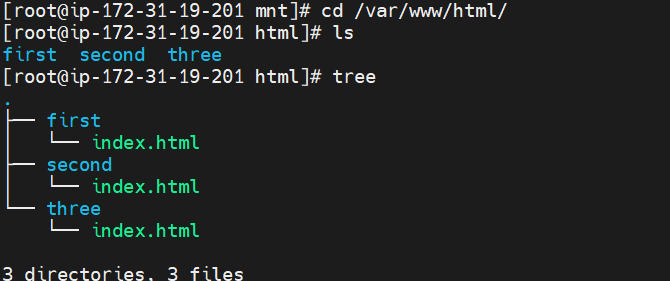 [root@ip-172-31-19-201 mnt]# cd /var/www/html/
[root@ip-172-31-19-201 html]# ls
first  second  three
[root@ip-172-31-19-201 html]# tree
.
├── first
│   └── index.html
├── second
│   └── index.html
└── three
    └── index.html

3 directories, 3 files